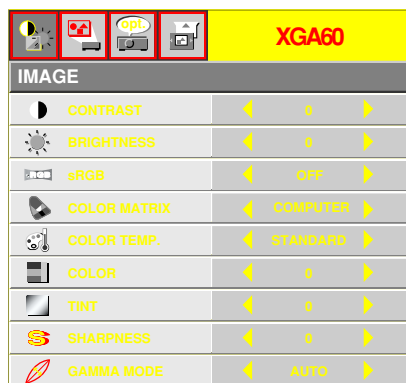 opt.
XGA60
IMAGE
CONTRAST 0
BRIGHTNESS 0
sRGB OFF
COLOR MATRIX COMPUTER
COLOR TEMP. STANDARD
COLOR 0
TINT 0
SHARPNESS 0
GAMMA MODE AUTO